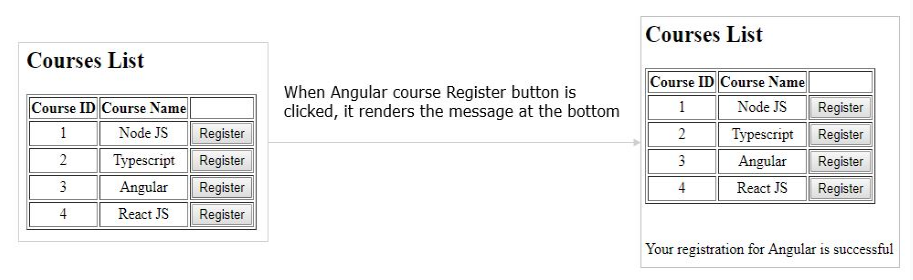 Courses List
Course ID Course Name
1 Node JS Register
2 Typescript Register
3 Angular Register
4 React JS Register
When Angular course Register button is
clicked, it renders the message at the bottom
Courses List
Course ID Course Name
1 Node JS Register
2 Typescript Register
3 Angular Register
4 React JS Register
Your registration for Angular is successful